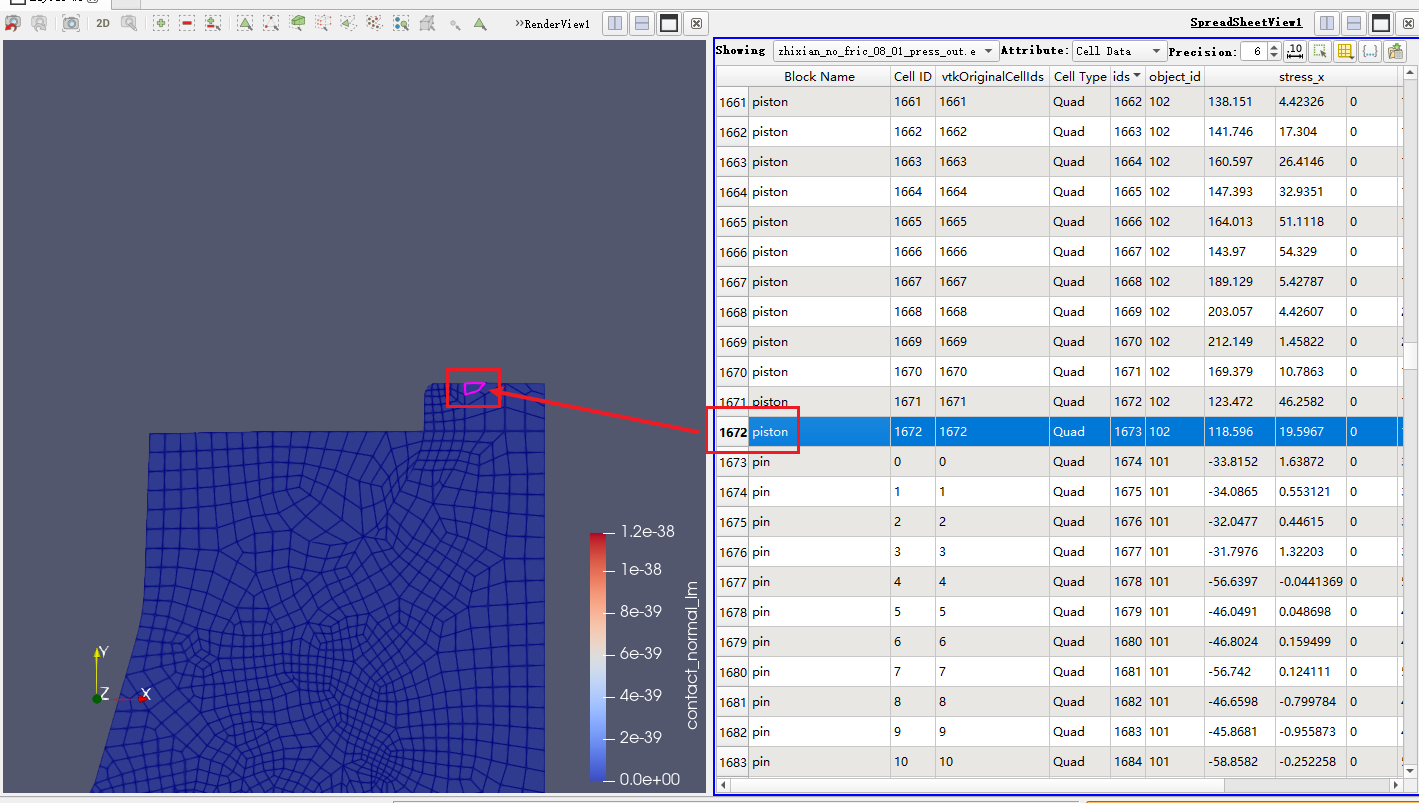 2D
RenderView1
SpreadSheetView1
Showing zhixian_no_fric_08_01_press_out.e Attribute: Cell Data Precision: 6 .10
Block Name Cell ID vtkOriginalCellIds Cell Type ids object_id stress_x
1661 piston 1661 1661 Quad 1662 102 138.151 4.42326 0
1662 piston 1662 1662 Quad 1663 102 141.746 17.304 0
1663 piston 1663 1663 Quad 1664 102 160.597 26.4146 0
1664 piston 1664 1664 Quad 1665 102 147.393 32.9351 0
1665 piston 1665 1665 Quad 1666 102 164.013 51.1118 0
1666 piston 1666 1666 Quad 1667 102 143.97 54.329 0
1667 piston 1667 1667 Quad 1668 102 189.129 5.42787 0
1668 piston 1668 1668 Quad 1669 102 203.057 4.42607 0
1669 piston 1669 1669 Quad 1670 102 212.149 1.45822 0
1670 piston 1670 1670 Quad 1671 102 169.379 10.7863 0
1671 piston 1671 1671 Quad 1672 102 123.472 46.2582 0
1672 piston 1672 1672 Quad 1673 102 118.596 19.5967 0
1673 pin 0 0 Quad 1674 101 -33.8152 1.63872 0
1674 pin 1 1 Quad 1675 101 -34.0865 0.553121 0
1675 pin 2 2 Quad 1676 101 -32.0477 0.44615 0
1676 pin 3 3 Quad 1677 101 -31.7976 1.32203 0
1677 pin 4 4 Quad 1678 101 -56.6397 -0.0441369 0
1678 pin 5 5 Quad 1679 101 -46.0491 0.048698 0
1679 pin 6 6 Quad 1680 101 -46.8024 0.159499 0
1680 pin 7 7 Quad 1681 101 -56.742 0.124111 0
1681 pin 8 8 Quad 1682 101 -46.6598 -0.799784 0
1682 pin 9 9 Quad 1683 101 -45.8681 -0.955873 0
1683 pin 10 10 Quad 1684 101 -58.8582 -0.252258 0
1.2e-38
1e-38
8e-39
6e-39
4e-39
2e-39
0.0e+00
contact_normal_lm
Y
Z
X